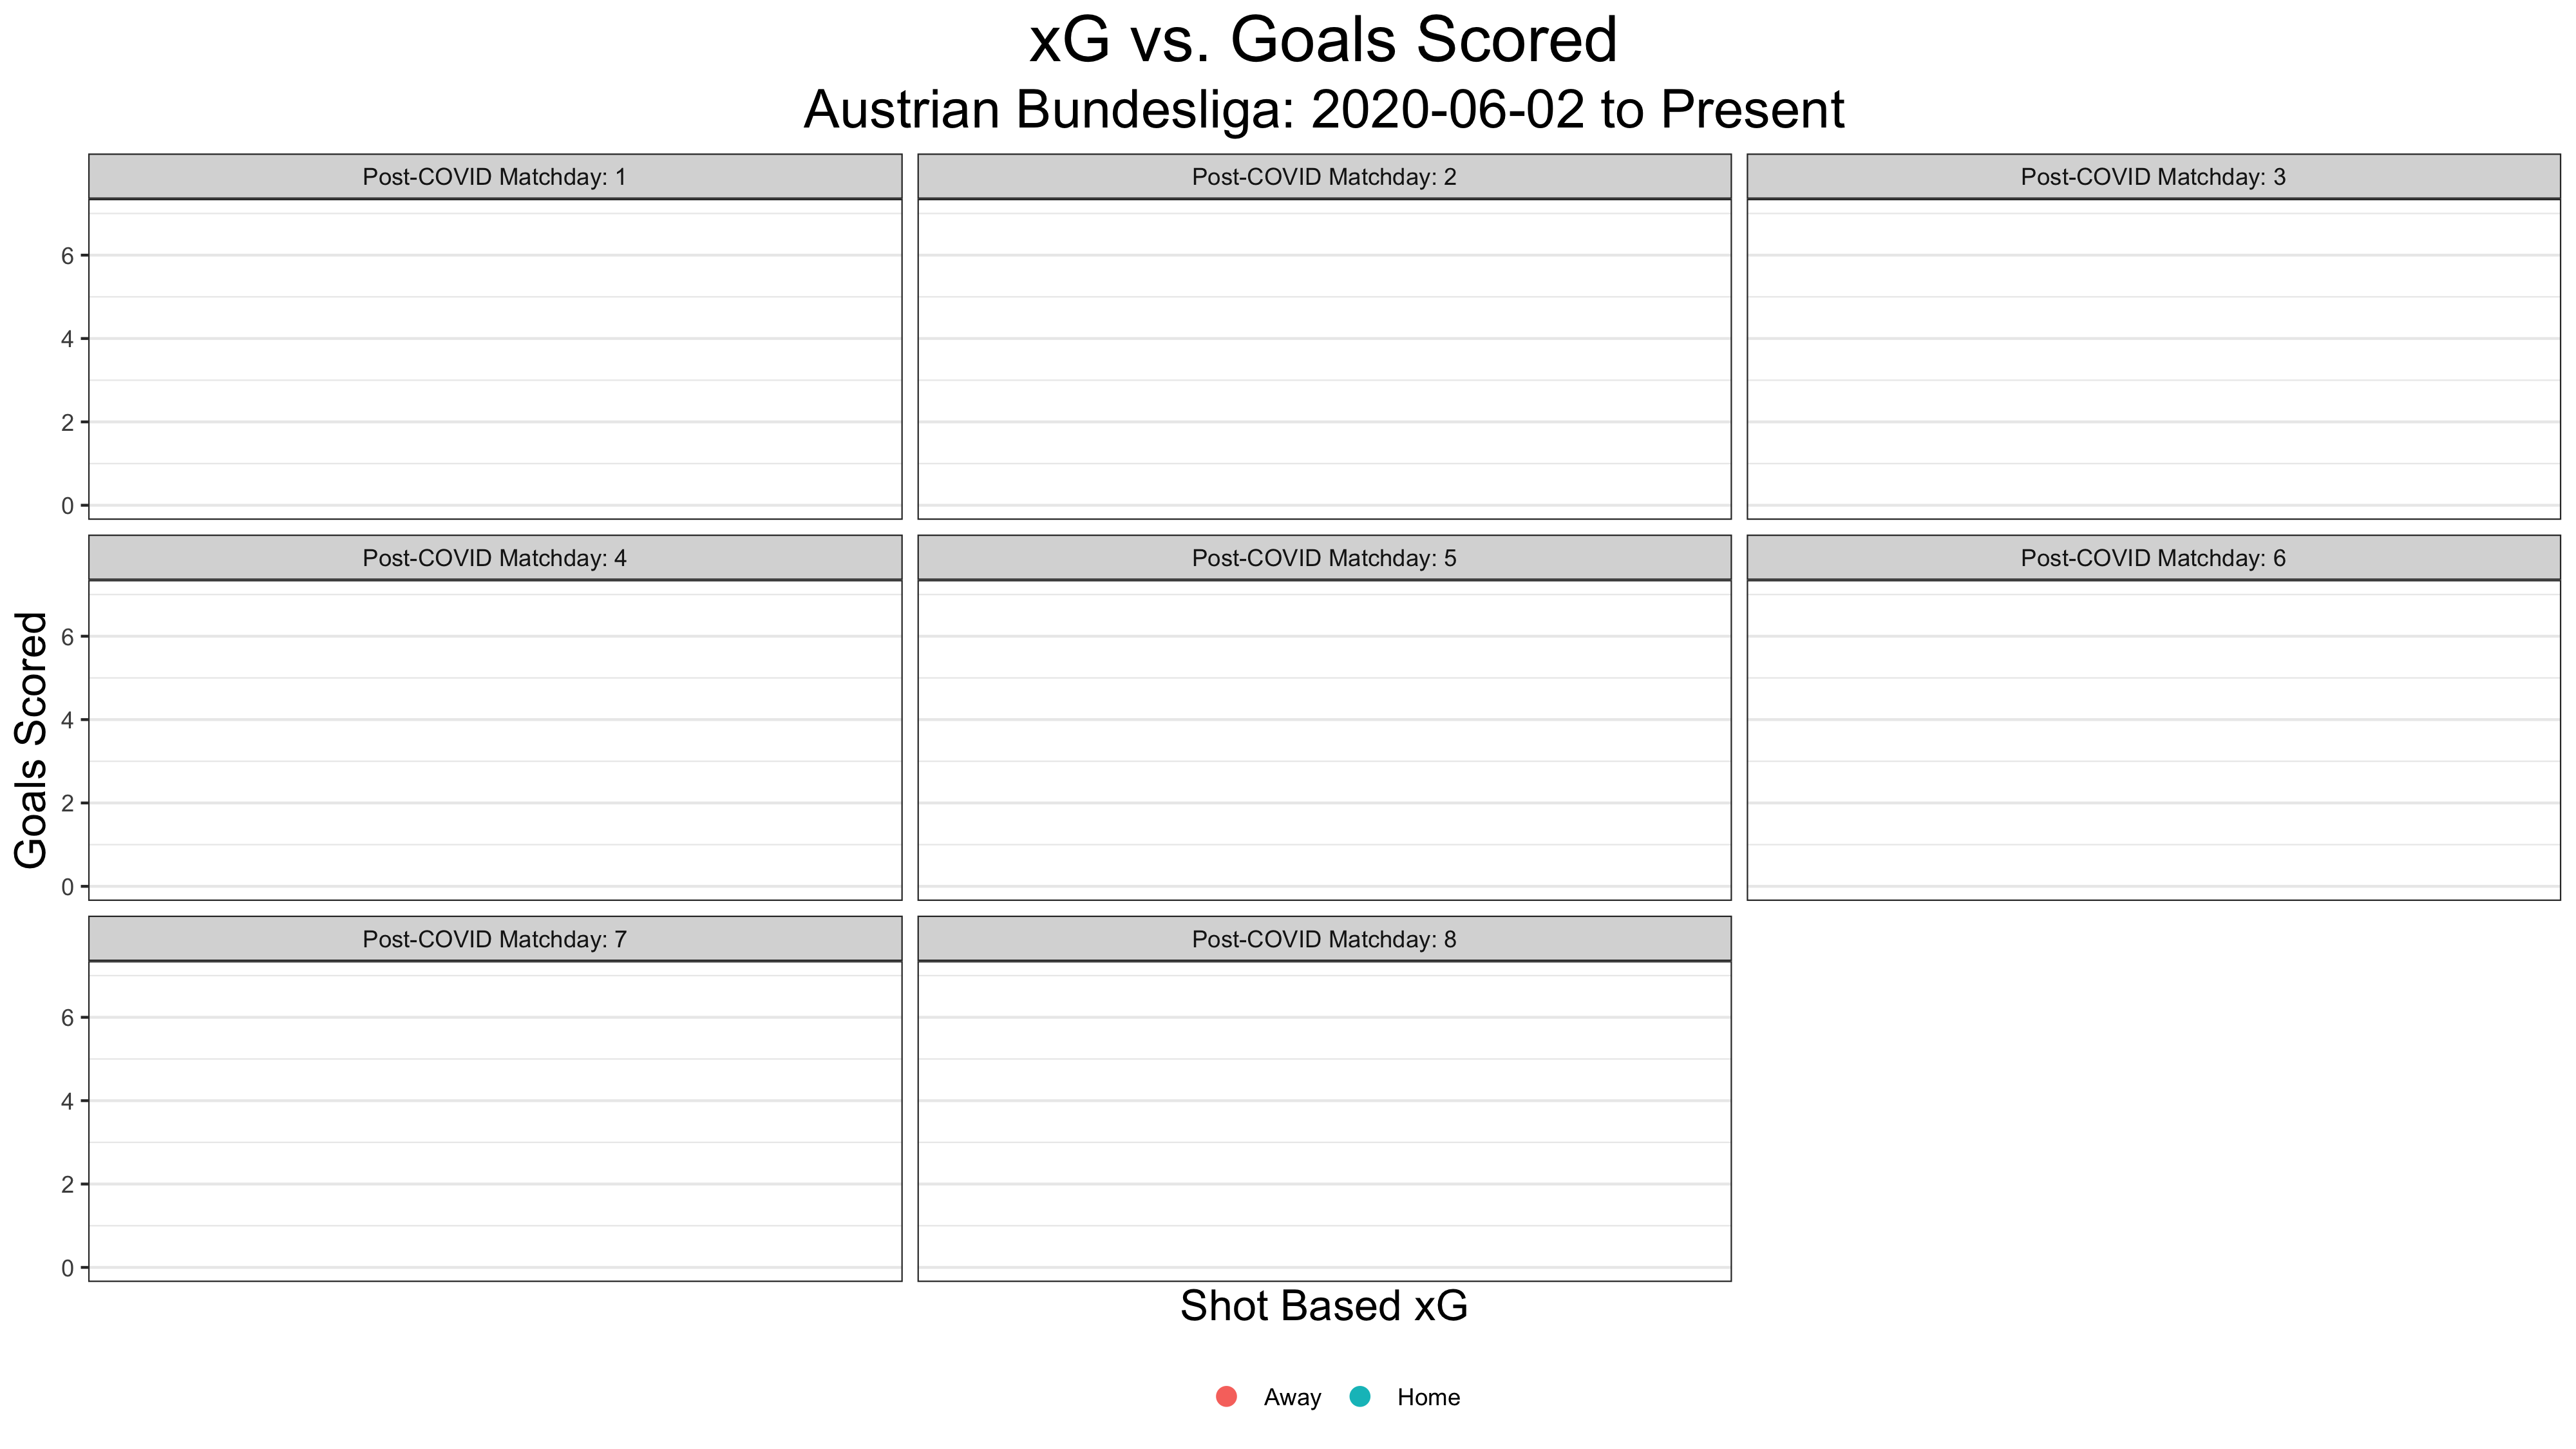 xG vs. Goals Scored
Austrian Bundesliga: 2020-06-02 to Present
Post-COVID Matchday: 1
Post-COVID Matchday: 2
Post-COVID Matchday: 3
6
4
2
0
Post-COVID Matchday: 4
Post-COVID Matchday: 5
Post-COVID Matchday: 6
Goals Scored
6
4
2
0
Post-COVID Matchday: 7
Post-COVID Matchday: 8
6
4
2
0
Shot Based xG
Away
Home